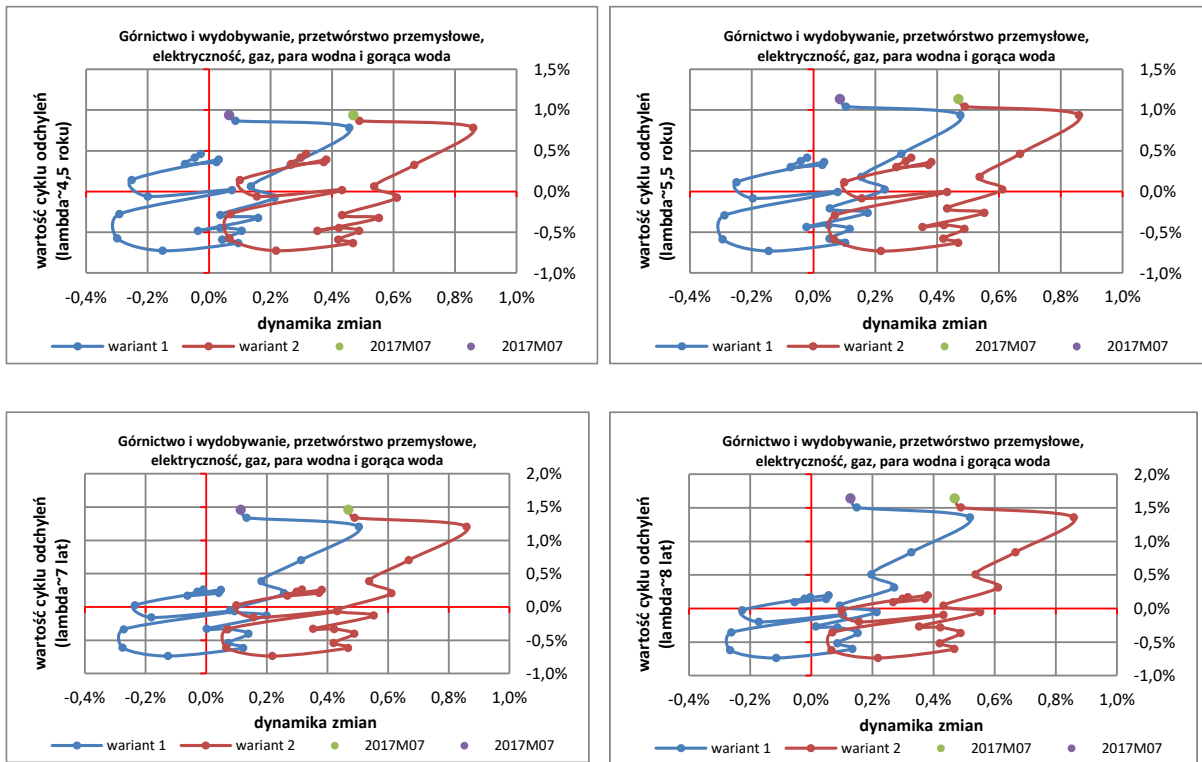 Górnictwo i wydobywanie, przetwórstwo przemysłowe,
elektryczność, gaz, para wodna i gorąca woda
wartość cyklu odchyleń
(lambda~4,5 roku)
1,5%
1,0%
0,5%
0,0%
-0,5%
-1,0%
-0,4% -0,2% 0,0% 0,2% 0,4% 0,6% 0,8% 1,0%
dynamika zmian
wariant 1 wariant 2 2017M07 2017M07
Górnictwo i wydobywanie, przetwórstwo przemysłowe,
elektryczność, gaz, para wodna i gorąca woda
wartość cyklu odchyleń
(lambda~5,5 roku)
1,5%
1,0%
0,5%
0,0%
-0,5%
-1,0%
-0,4% -0,2% 0,0% 0,2% 0,4% 0,6% 0,8% 1,0%
dynamika zmian
wariant 1 wariant 2 2017M07 2017M07
Górnictwo i wydobywanie, przetwórstwo przemysłowe,
elektryczność, gaz, para wodna i gorąca woda
wartość cyklu odchyleń
(lambda~7 lat)
2,0%
1,5%
1,0%
0,5%
0,0%
-0,5%
-1,0%
-0,4% -0,2% 0,0% 0,2% 0,4% 0,6% 0,8% 1,0%
dynamika zmian
wariant 1 wariant 2 2017M07 2017M07
Górnictwo i wydobywanie, przetwórstwo przemysłowe,
elektryczność, gaz, para wodna i gorąca woda
wartość cyklu odchyleń
(lambda~8 lat)
2,0%
1,5%
1,0%
0,5%
0,0%
-0,5%
-1,0%
-0,4% -0,2% 0,0% 0,2% 0,4% 0,6% 0,8% 1,0%
dynamika zmian
wariant 1 wariant 2 2017M07 2017M07